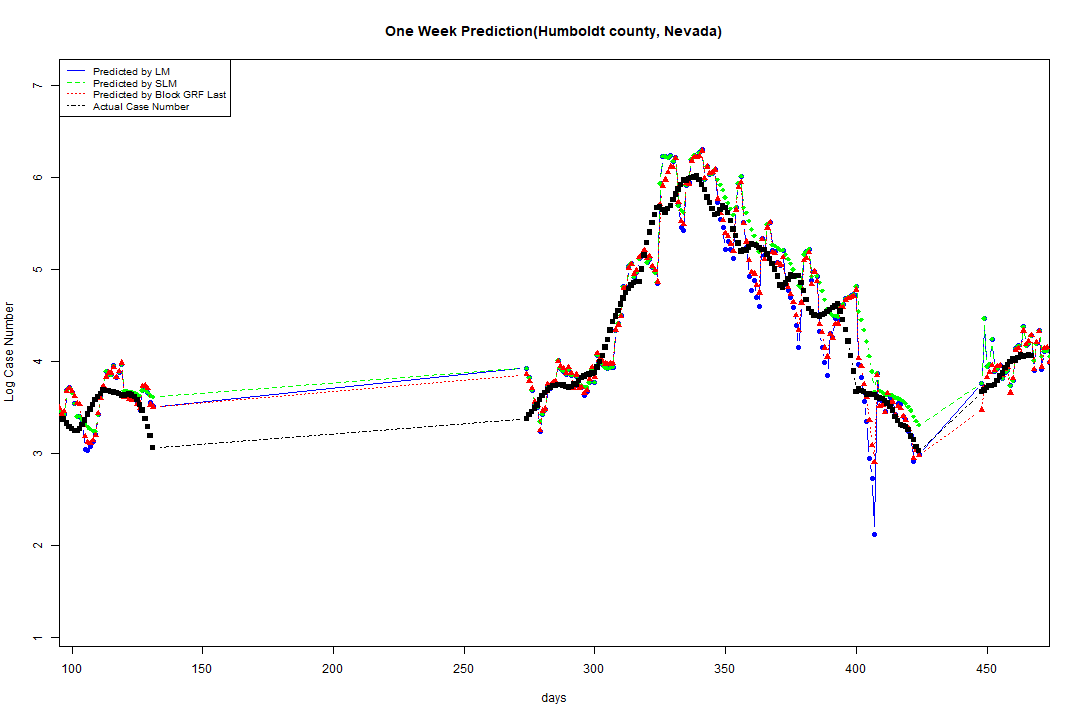 One Week Prediction(Humboldt county, Nevada)
Predicted by LM
Predicted by SLM
Predicted by Block GRF Last
Actual Case Number
Log Case Number
7
6
5
4
3
2
1
100 150 200 250 300 350 400 450
days